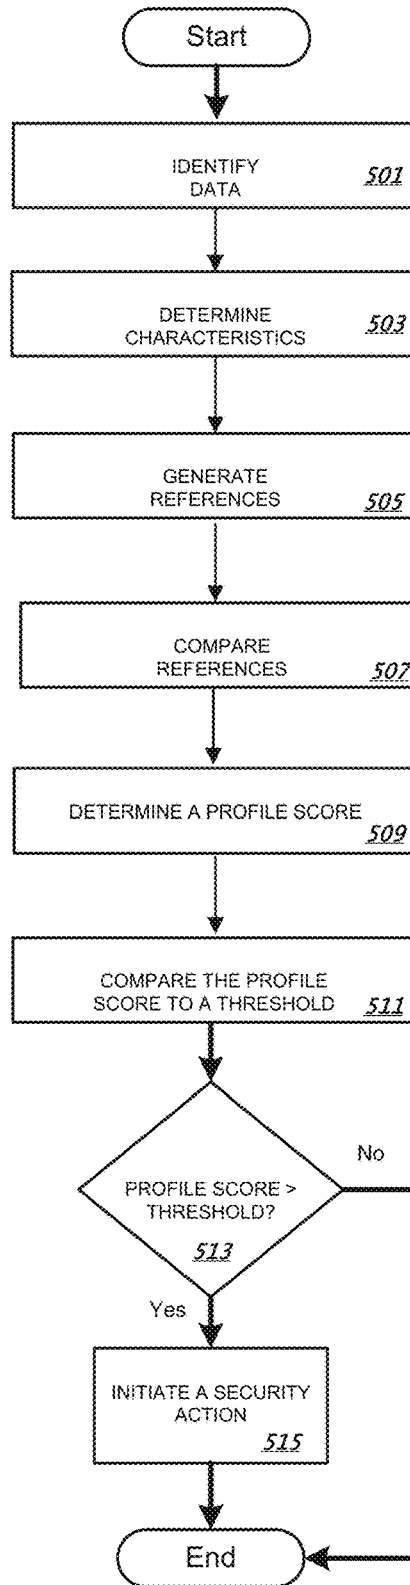 Start
IDENTIFY
DATA
501
DETERMINE
CHARACTERISTICS
503
GENERATE
REFERENCES
505
COMPARE
REFERENCES
507
DETERMINE A PROFILE SCORE
509
COMPARE THE PROFILE
SCORE TO A THRESHOLD
511
No
PROFILE SCORE >
THRESHOLD?
513
Yes
INITIATE A SECURITY
ACTION
515
End